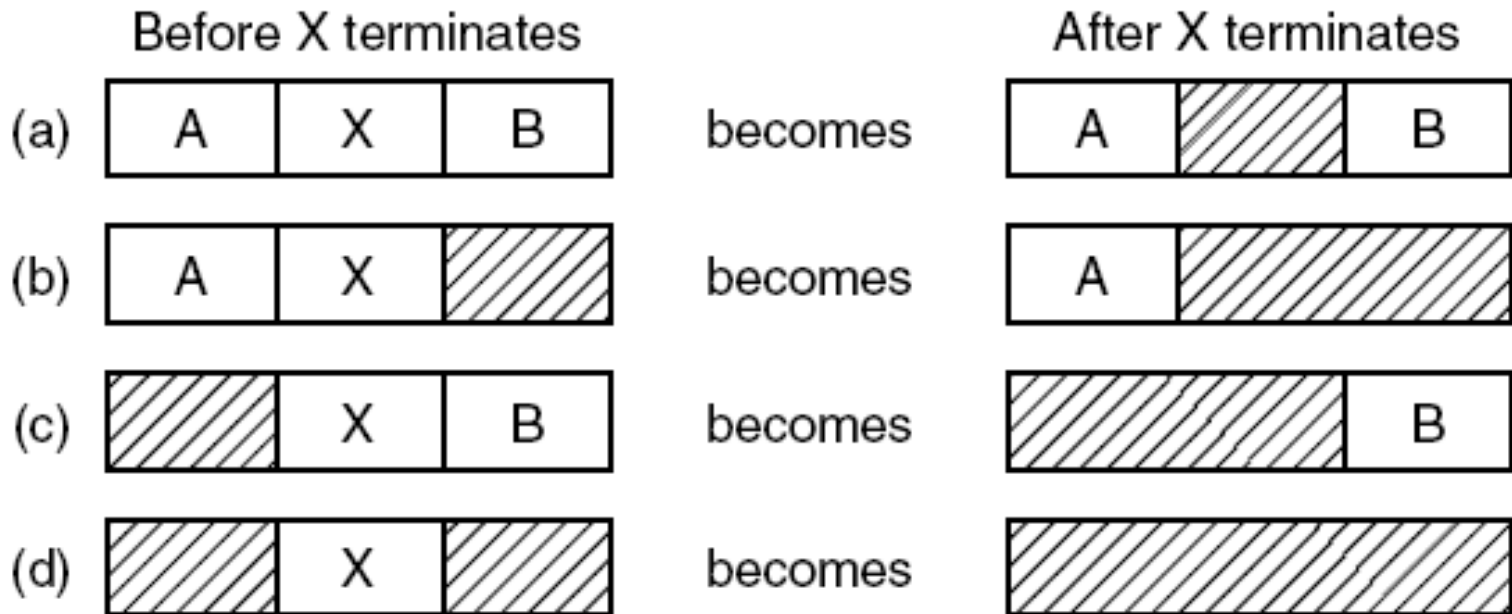 Before X terminates After X terminates
(a) A X B becomes A B
(b) A X becomes A
(c) X B becomes B
(d) X becomes